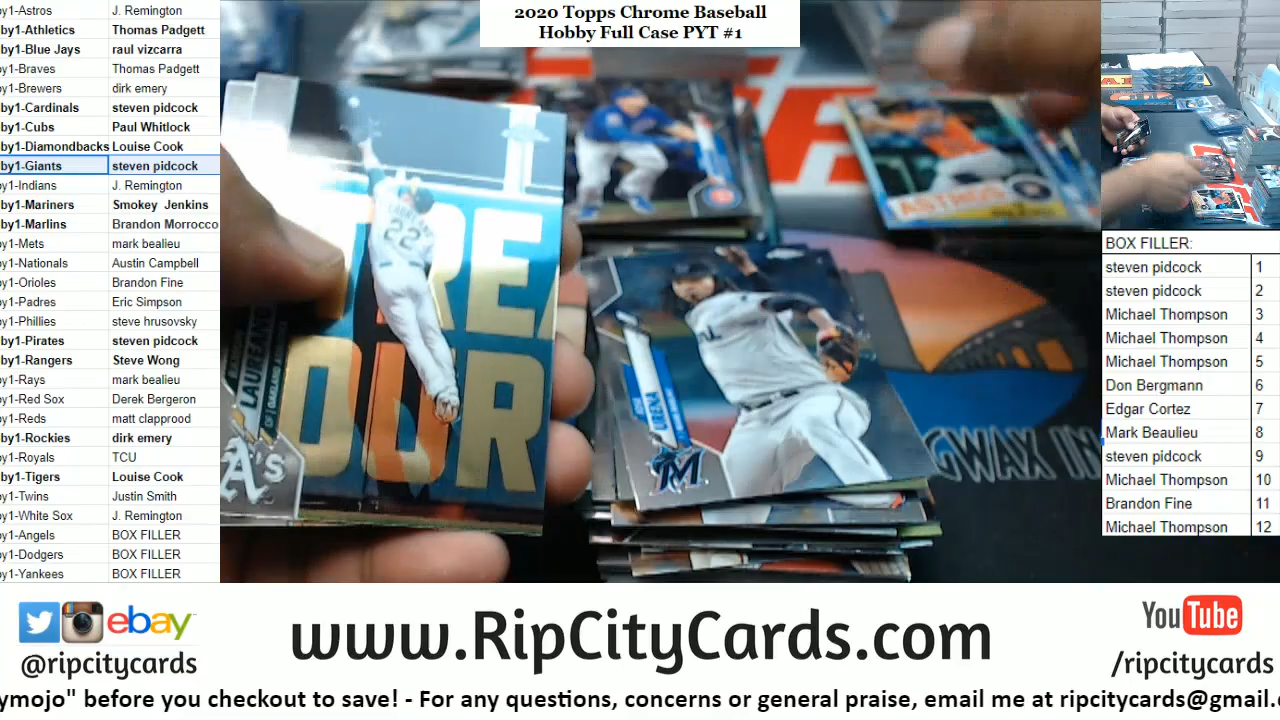 2020 Topps Chrome Baseball
Hobby Full Case PYT #1
by1-Astros J. Remington
by1-Athletics Thomas Padgett
by1-Blue Jays raul vizcarra
by1-Braves Thomas Padgett
by1-Brewers dirk emery
by1-Cardinals steven pidcock
by1-Cubs Paul Whitlock
by1-Diamondbacks Louise Cook
by1-Giants steven pidcock
by1-Indians J. Remington
by1-Mariners Smokey Jenkins
by1-Marlins Brandon Morrocco
by1-Mets mark bealieu
by1-Nationals Austin Campbell
by1-Orioles Brandon Fine
by1-Padres Eric Simpson
by1-Phillies steve hrusovsky
by1-Pirates steven pidcock
by1-Rangers Steve Wong
by1-Rays mark bealieu
by1-Red Sox Derek Bergeron
by1-Reds matt clapprood
by1-Rockies dirk emery
by1-Royals TCU
by1-Tigers Louise Cook
by1-Twins Justin Smith
by1-White Sox J. Remington
by1-Angels BOX FILLER
by1-Dodgers BOX FILLER
by1-Yankees BOX FILLER
22
REA
OUR
LAUREANO
A's
UREÑA
M
ASTROS
GWAX IN
BOX FILLER:
steven pidcock 1
steven pidcock 2
Michael Thompson 3
Michael Thompson 4
Michael Thompson 5
Don Bergmann 6
Edgar Cortez 7
Mark Beaulieu 8
steven pidcock 9
Michael Thompson 10
Brandon Fine 11
Michael Thompson 12
ebay
@ripcitycards
www.RipCityCards.com
YouTube
/ripcitycards
ymojo" before you checkout to save! - For any questions, concerns or general praise, email me at ripcitycards@gmail.c